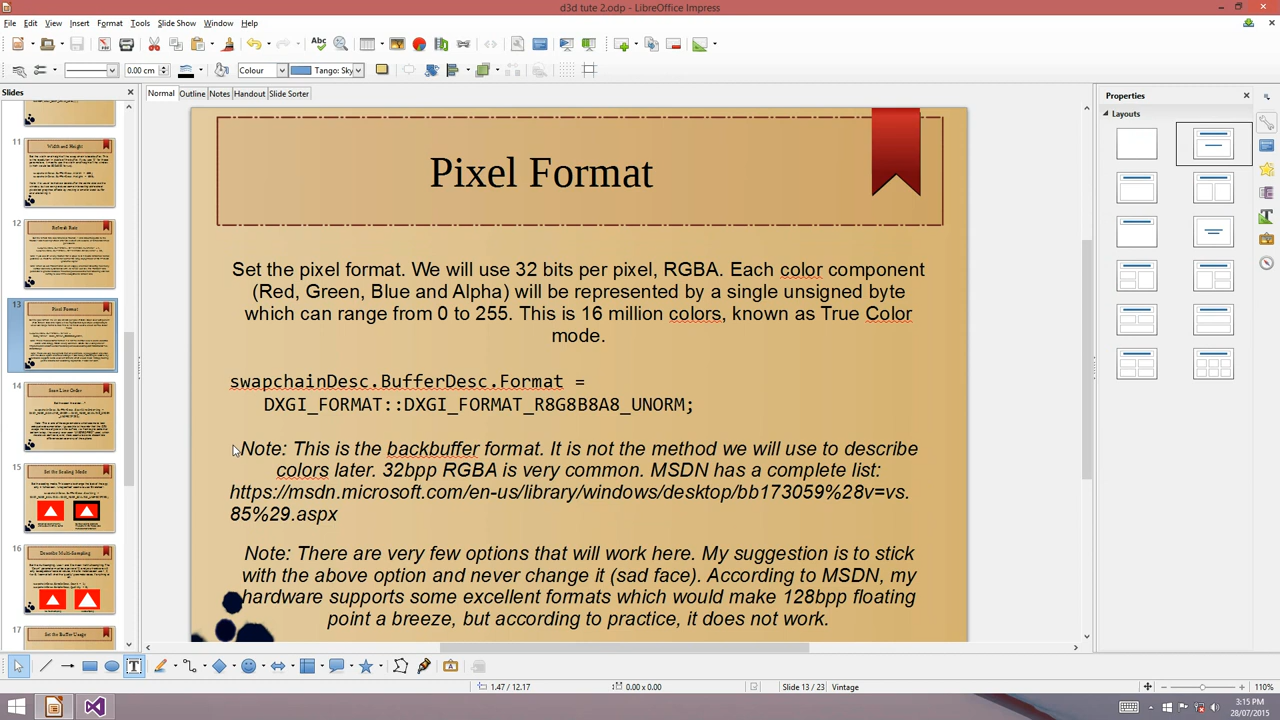 d3d tute 2.odp - LibreOffice Impress
File Edit View Insert Format Tools Slide Show Window Help
0.00 cm Colour Tango: Sky
Slides
Normal Outline Notes Handout Slide Sorter
Properties
Layouts
11
Width and Height
12
Refresh Rate
13
Pixel Format
14
Scan Line Order
15
Set the Scaling Mode
16
Describe Multi-Sampling
17
Set the Buffer Usage
Pixel Format
Set the pixel format. We will use 32 bits per pixel, RGBA. Each color component
(Red, Green, Blue and Alpha) will be represented by a single unsigned byte
which can range from 0 to 255. This is 16 million colors, known as True Color
mode.
swapchainDesc.BufferDesc.Format =
DXGI_FORMAT::DXGI_FORMAT_R8G8B8A8_UNORM;
Note: This is the backbuffer format. It is not the method we will use to describe
colors later. 32bpp RGBA is very common. MSDN has a complete list:
https://msdn.microsoft.com/en-us/library/windows/desktop/bb173059%28v=vs.
85%29.aspx
Note: There are very few options that will work here. My suggestion is to stick
with the above option and never change it (sad face). According to MSDN, my
hardware supports some excellent formats which would make 128bpp floating
point a breeze, but according to practice, it does not work.
1.47 / 12.17 0.00 x 0.00 Slide 13 / 23 Vintage 110%
3:15 PM
28/07/2015